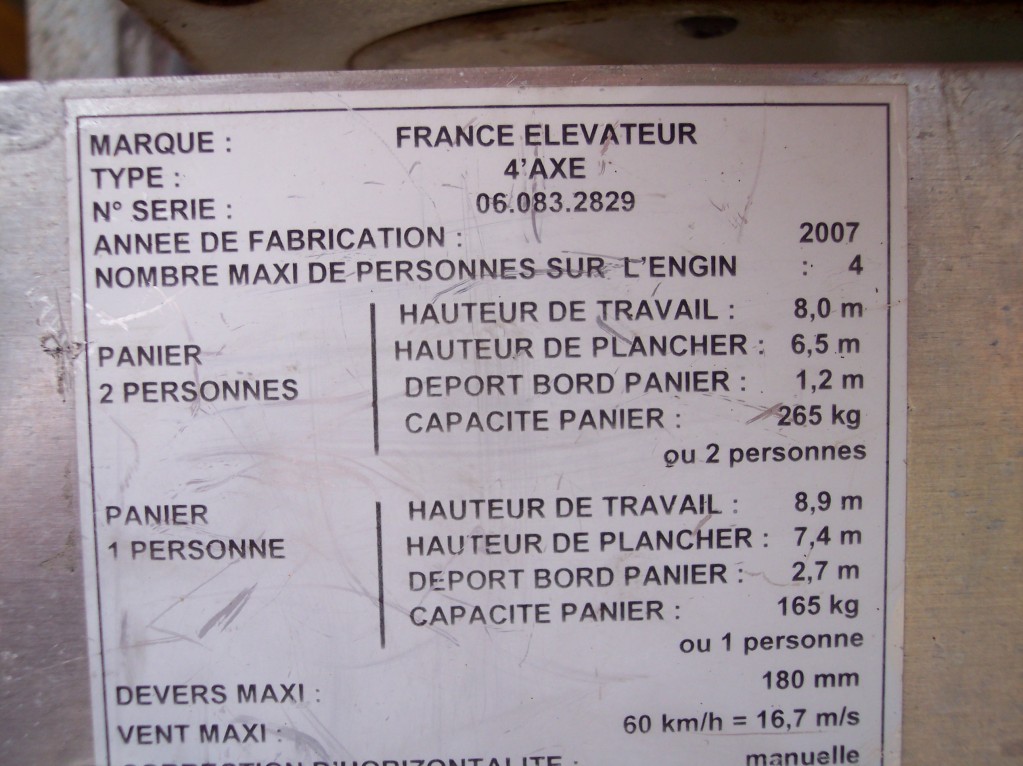 MARQUE : FRANCE ELEVATEUR
TYPE : 4'AXE
N° SERIE : 06.083.2829
ANNEE DE FABRICATION : 2007
NOMBRE MAXI DE PERSONNES SUR L'ENGIN : 4
PANIER
2 PERSONNES
HAUTEUR DE TRAVAIL : 8,0 m
HAUTEUR DE PLANCHER : 6,5 m
DEPORT BORD PANIER : 1,2 m
CAPACITE PANIER : 265 kg
ou 2 personnes
PANIER
1 PERSONNE
HAUTEUR DE TRAVAIL : 8,9 m
HAUTEUR DE PLANCHER : 7,4 m
DEPORT BORD PANIER : 2,7 m
CAPACITE PANIER : 165 kg
ou 1 personne
DEVERS MAXI : 180 mm
VENT MAXI : 60 km/h = 16,7 m/s
CORRECTION D'HORIZONTALITE : manuelle